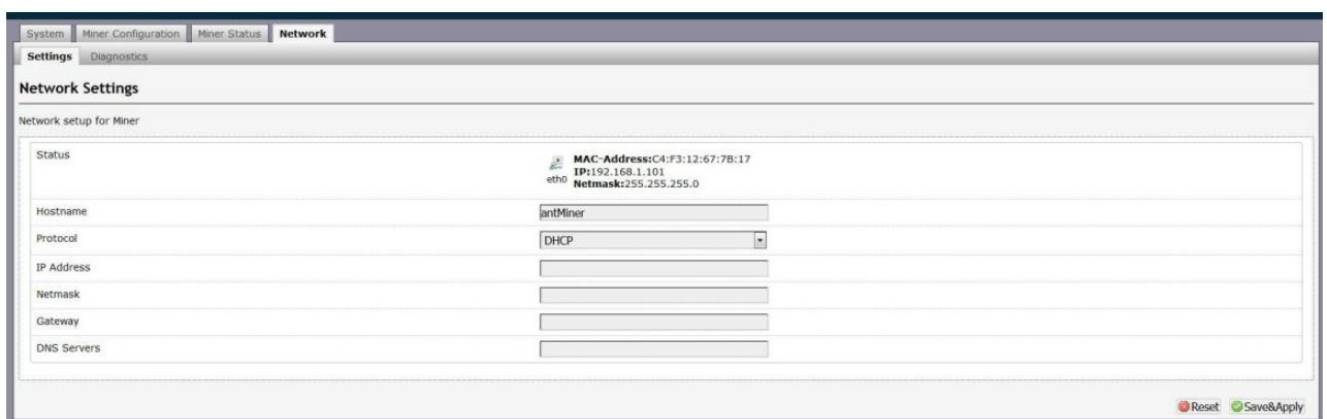 System Miner Configuration Miner Status Network
Settings Diagnostics
Network Settings
Network setup for Miner
Status
MAC-Address:C4:F3:12:67:7B:17
IP:192.168.1.101
eth0
Netmask:255.255.255.0
Hostname antMiner
Protocol DHCP
IP Address
Netmask
Gateway
DNS Servers
Reset Save&Apply